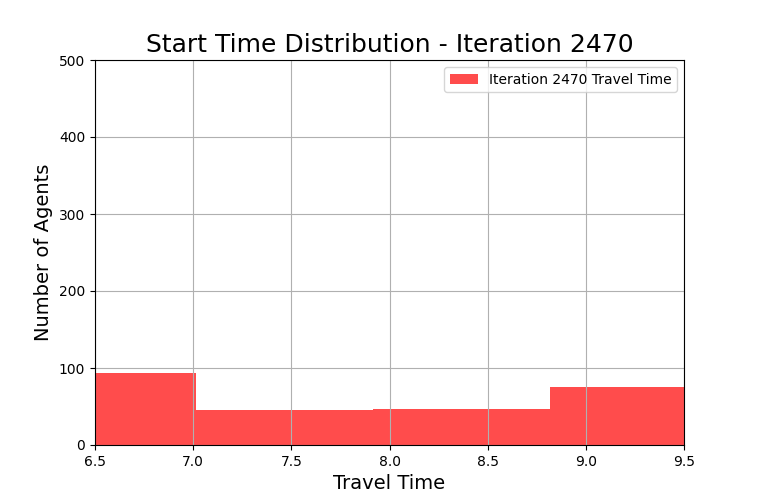 Start Time Distribution - Iteration 2470
Iteration 2470 Travel Time
500
400
300
200
100
0
Number of Agents
6.5 7.0 7.5 8.0 8.5 9.0 9.5
Travel Time